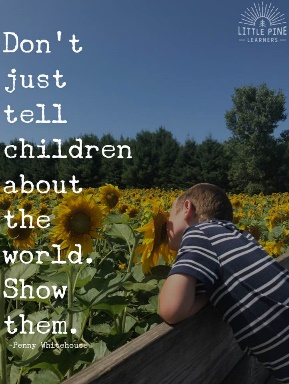 LITTLE PINE
LEARNERS
Don't
just
tell
children
about
the
world.
Show
them.
-Penny Whitehouse